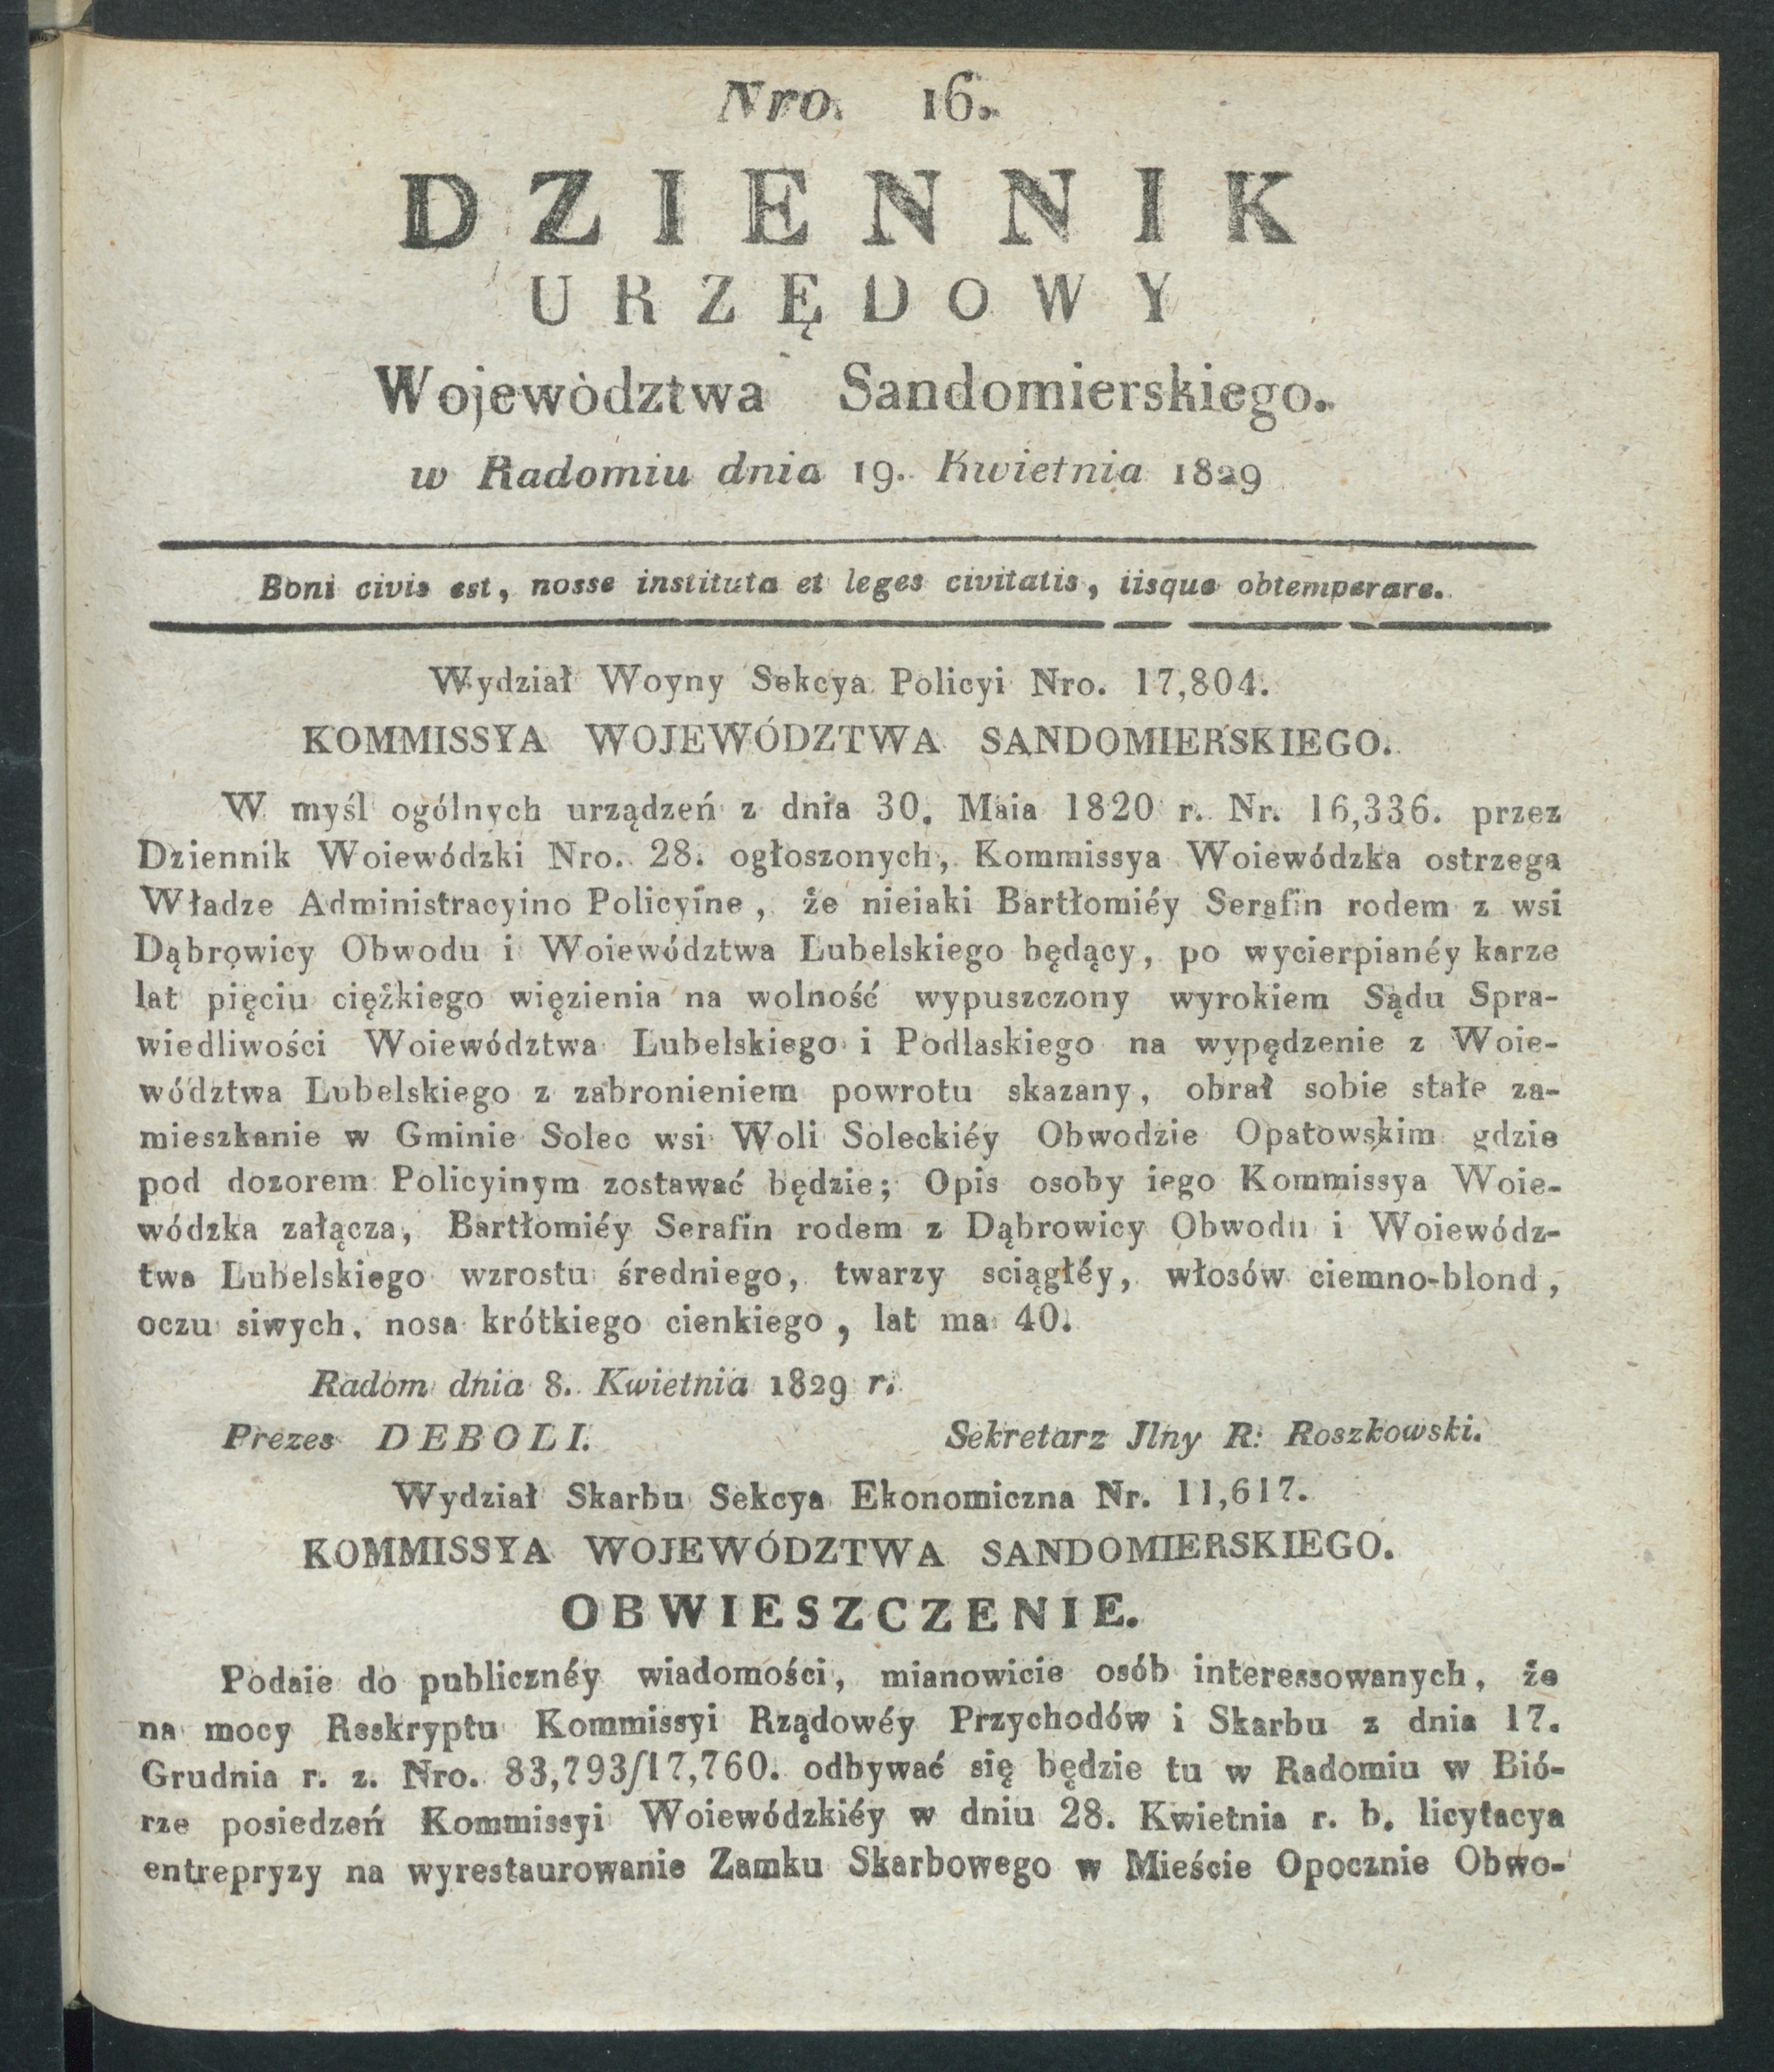 Nro. 16.
DZIENNIK
URZĘDOWY
Wojewòdztwa Sandomierskiego.
w Radomiu dnia 19. Kwietnia 1829
Boni civis est, nosse instituta et leges civitatis, iisque obtemperare.
Wydział Woyny Sekcya Policyi Nro. 17,804.
KOMMISSYA WOJEWÓDZTWA SANDOMIERSKIEGO.
W myśl ogólnych urządzeń z dnia 30. Maia 1820 r. Nr. 16,336. przez
Dziennik Woiewódzki Nro. 28. ogłoszonych, Kommissya Woiewódzka ostrzega
Władze Administracyino Policyine, że nieiaki Bartłomiéy Serafin rodem z wsi
Dąbrowicy Obwodu i Woiewództwa Lubelskiego będący, po wycierpianéy karze
lat pięciu ciężkiego więzienia na wolność wypuszczony wyrokiem Sądu Spra-
wiedliwości Woiewództwa Lubelskiego i Podlaskiego na wypędzenie z Woie-
wództwa Lubelskiego z zabronieniem powrotu skazany, obrał sobie stałe za-
mieszkanie w Gminie Solec wsi Woli Soleckiéy Obwodzie Opatowskim gdzie
pod dozorem Policyinym zostawać będzie; Opis osoby iego Kommissya Woie-
wódzka załącza, Bartłomiéy Serafin rodem z Dąbrowicy Obwodu i Woiewódz-
twa Lubelskiego wzrostu średniego, twarzy sciągłéy, włosów ciemno-blond,
oczu siwych, nosa krótkiego cienkiego, lat ma 40.
Radom dnia 8. Kwietnia 1829 r.
Prezes DEBOLI. Sekretarz Jlny R: Roszkowski.
Wydział Skarbu Sekcya Ekonomiczna Nr. 11,617.
KOMMISSYA WOJEWÓDZTWA SANDOMIERSKIEGO.
OBWIESZCZENIE.
Podaie do publicznéy wiadomości, mianowicie osób interessowanych, że
na mocy Reskryptu Kommissyi Rządowéy Przychodów i Skarbu z dnia 17.
Grudnia r. z. Nro. 83,793/17,760. odbywać się będzie tu w Radomiu w Bió-
rze posiedzeń Kommissyi Woiewódzkiéy w dniu 28. Kwietnia r. b. licytacya
entrepryzy na wyrestaurowanie Zamku Skarbowego w Mieście Opocznie Obwo-